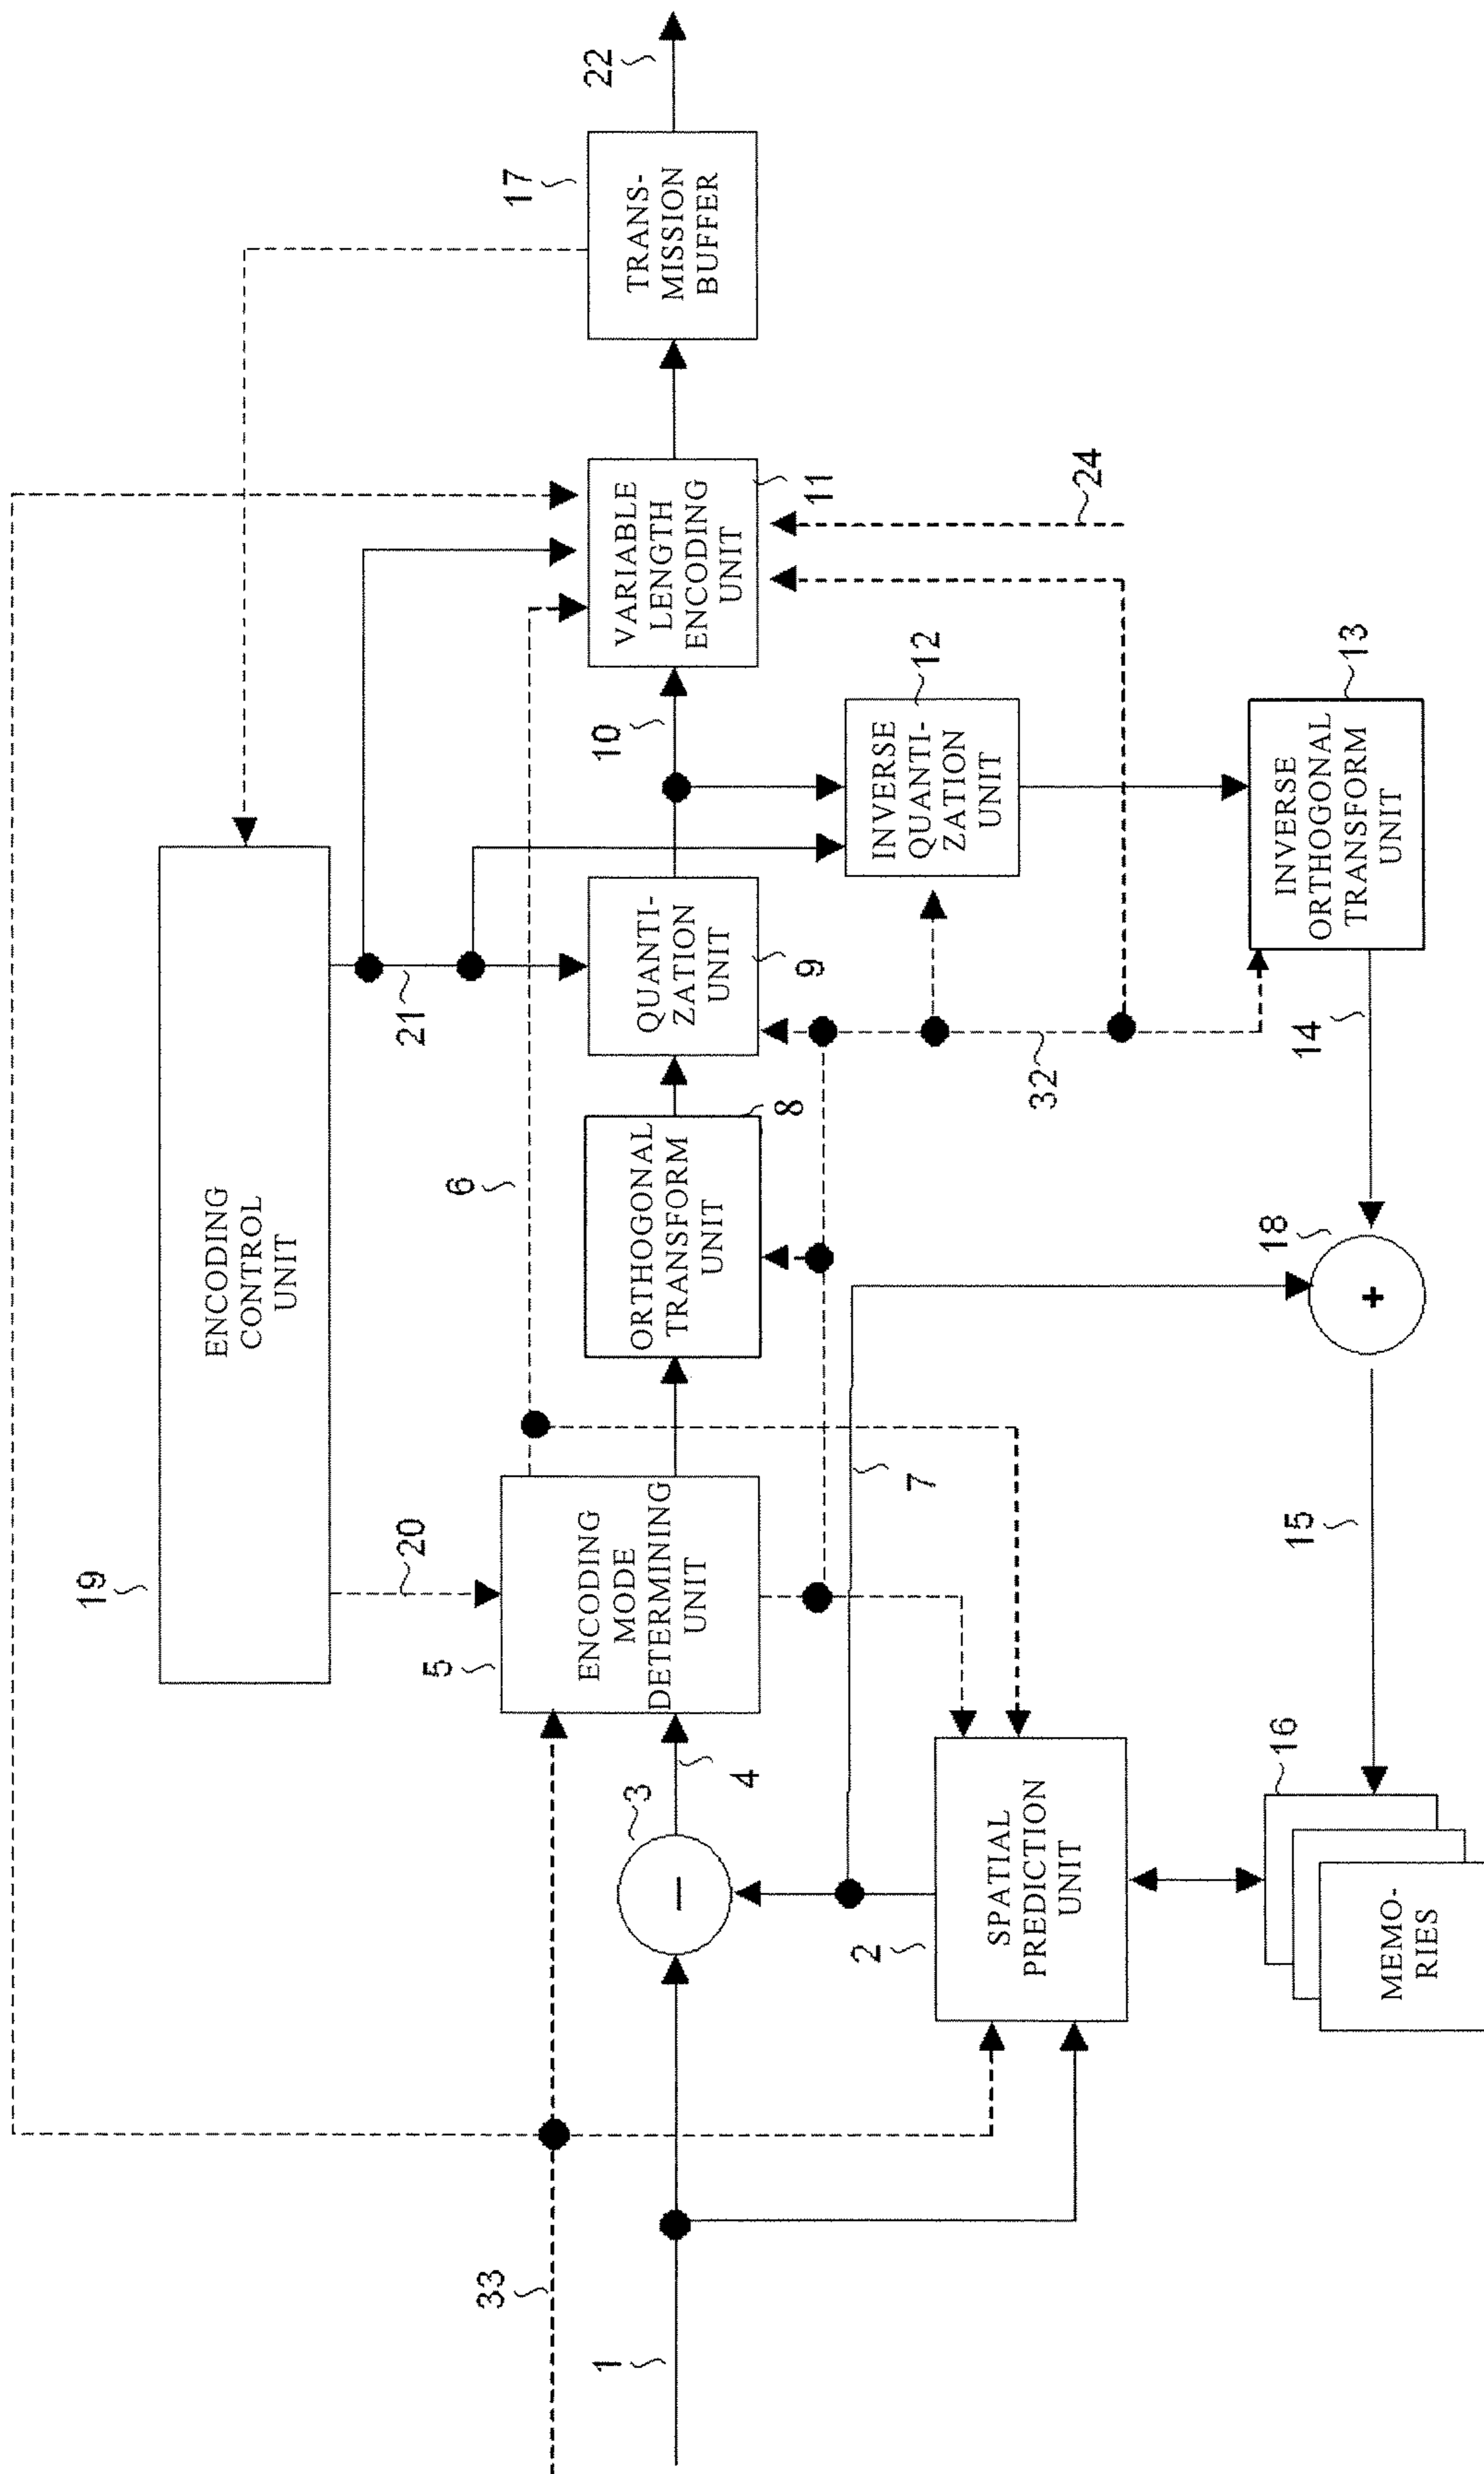 19
ENCODING
CONTROL
UNIT
20
21
33
1
3
4
5
ENCODING
MODE
DETERMINING
UNIT
6
ORTHOGONAL
TRANSFORM
UNIT
8
QUANTI-
ZATION
UNIT
9
10
VARIABLE
LENGTH
ENCODING
UNIT
11
17
TRANS-
MISSION
BUFFER
22
24
2
SPATIAL
PREDICTION
UNIT
7
32
12
INVERSE
QUANTI-
ZATION
UNIT
16
MEMO-
RIES
15
18
14
13
INVERSE
ORTHOGONAL
TRANSFORM
UNIT